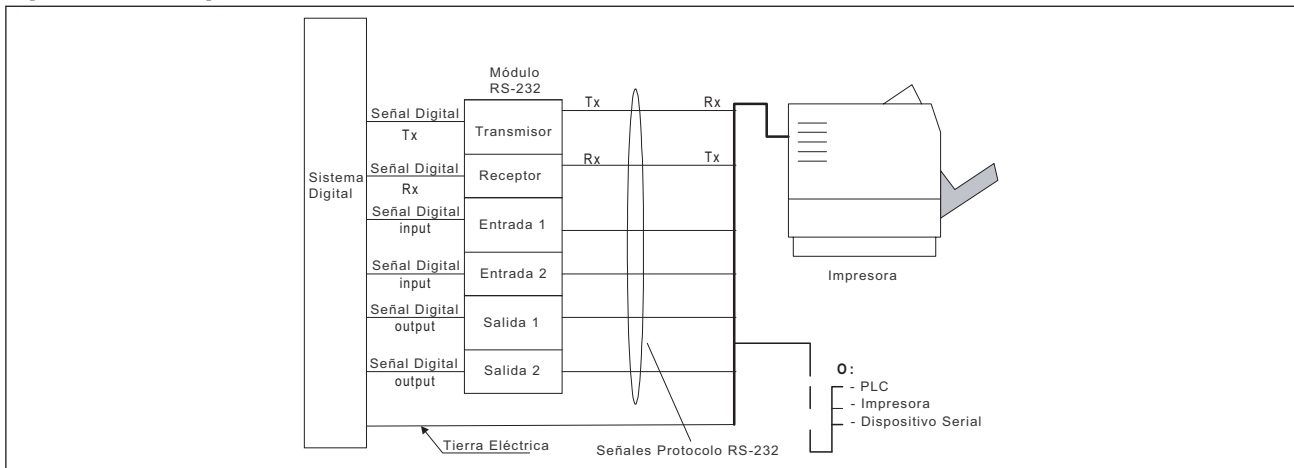 Módulo
RS-232
Señal Digital
Tx
Transmisor
Tx
Rx
Señal Digital
Rx
Receptor
Rx
Tx
Sistema
Digital
Señal Digital
input
Entrada 1
Señal Digital
input
Entrada 2
Señal Digital
output
Salida 1
Señal Digital
output
Salida 2
Impresora
O:
- PLC
- Impresora
- Dispositivo Serial
Tierra Eléctrica
Señales Protocolo RS-232